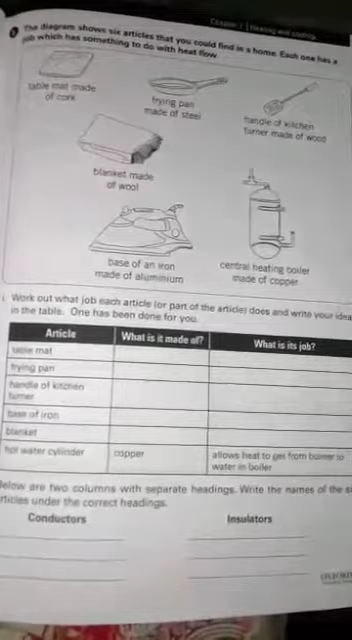 Chapter 7 Heating and cooling
The diagram shows six articles that you could find in a home. Each one has a
job which has something to do with heat flow.
table mat made
of cork
frying pan
made of steel
handle of kitchen
turner made of wood
blanket made
of wool
base of an iron
made of aluminium
central heating boiler
made of copper
i. Work out what job each article (or part of the article) does and write your idea
in the table. One has been done for you.
Article What is it made of? What is its job?
table mat
frying pan
handle of kitchen
turner
base of iron
blanket
hot water cylinder copper allows heat to get from burner to
water in boiler
elow are two columns with separate headings. Write the names of the s
rticles under the correct headings.
Conductors Insulators
OXFORD